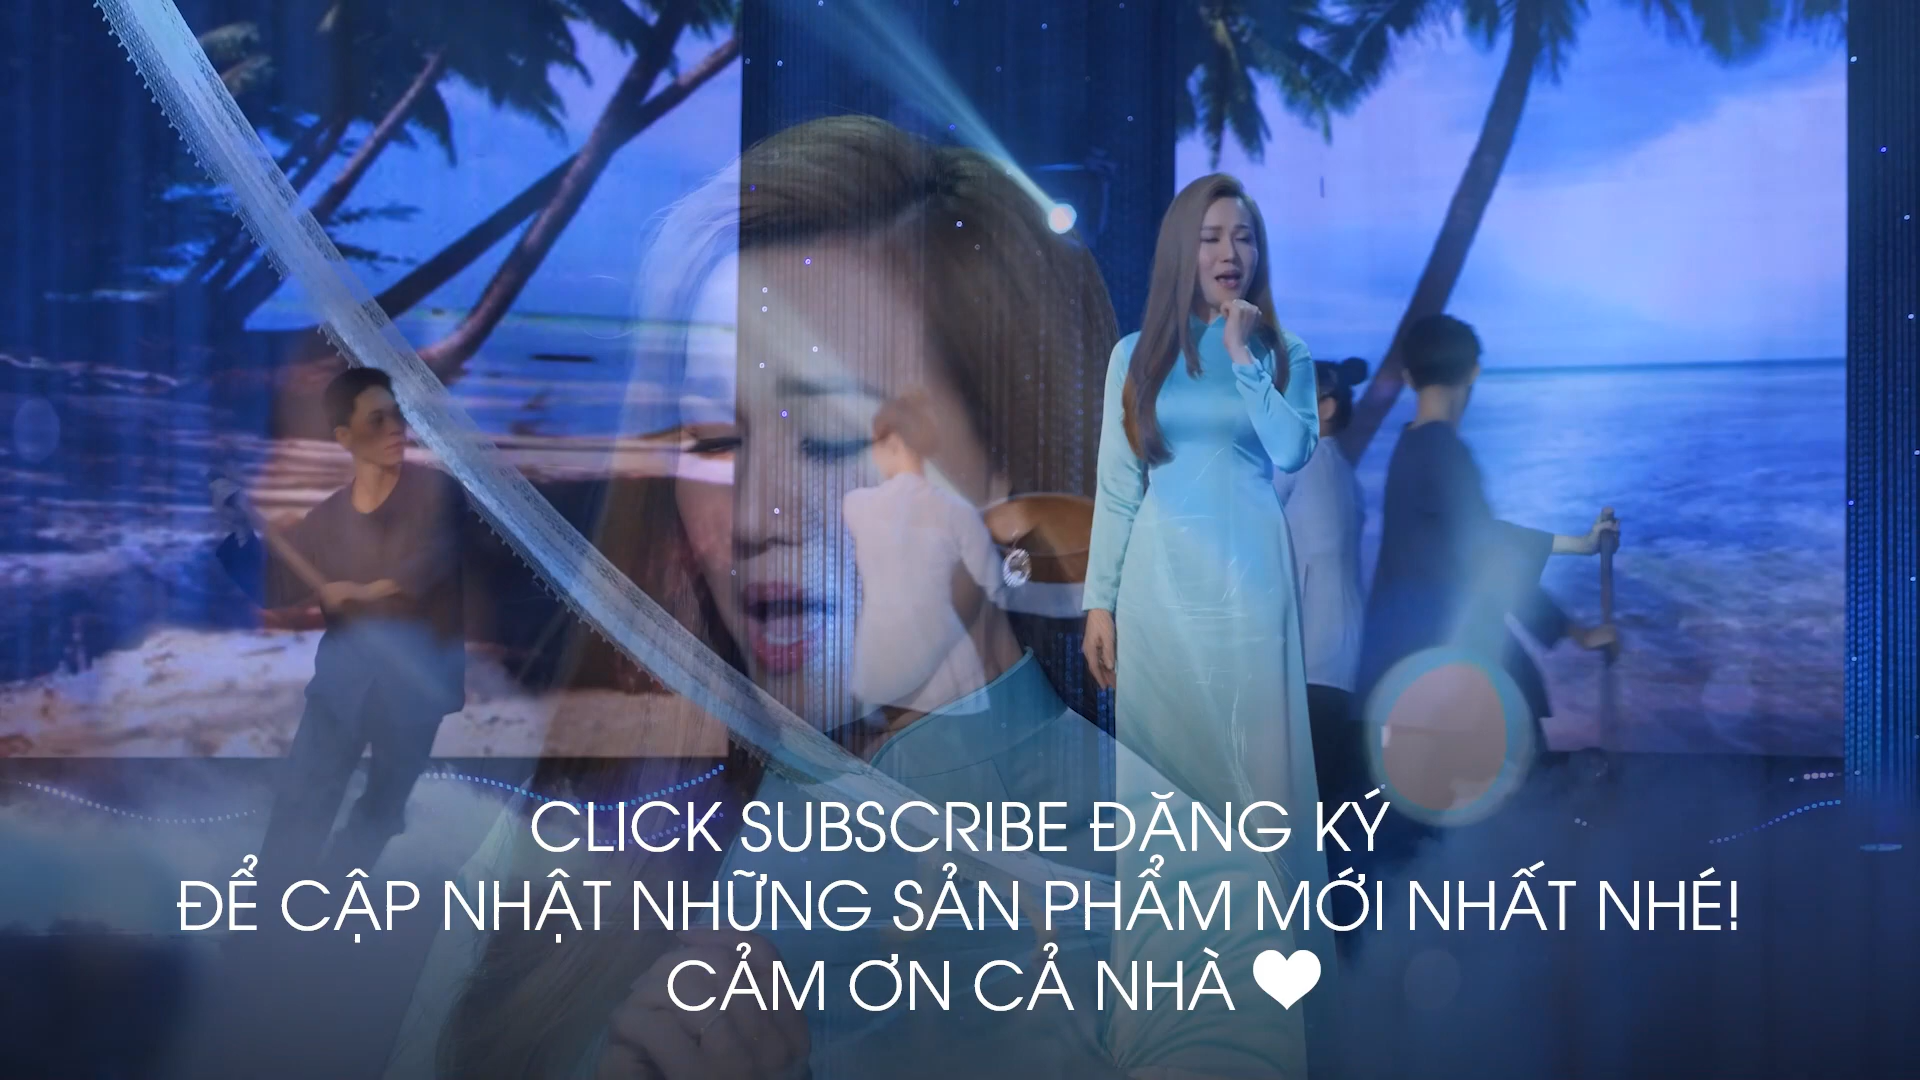 CLICK SUBSCRIBE ĐĂNG KÝ
ĐỂ CẬP NHẬT NHỮNG SẢN PHẨM MỚI NHẤT NHÉ!
CẢM ƠN CẢ NHÀ ♥